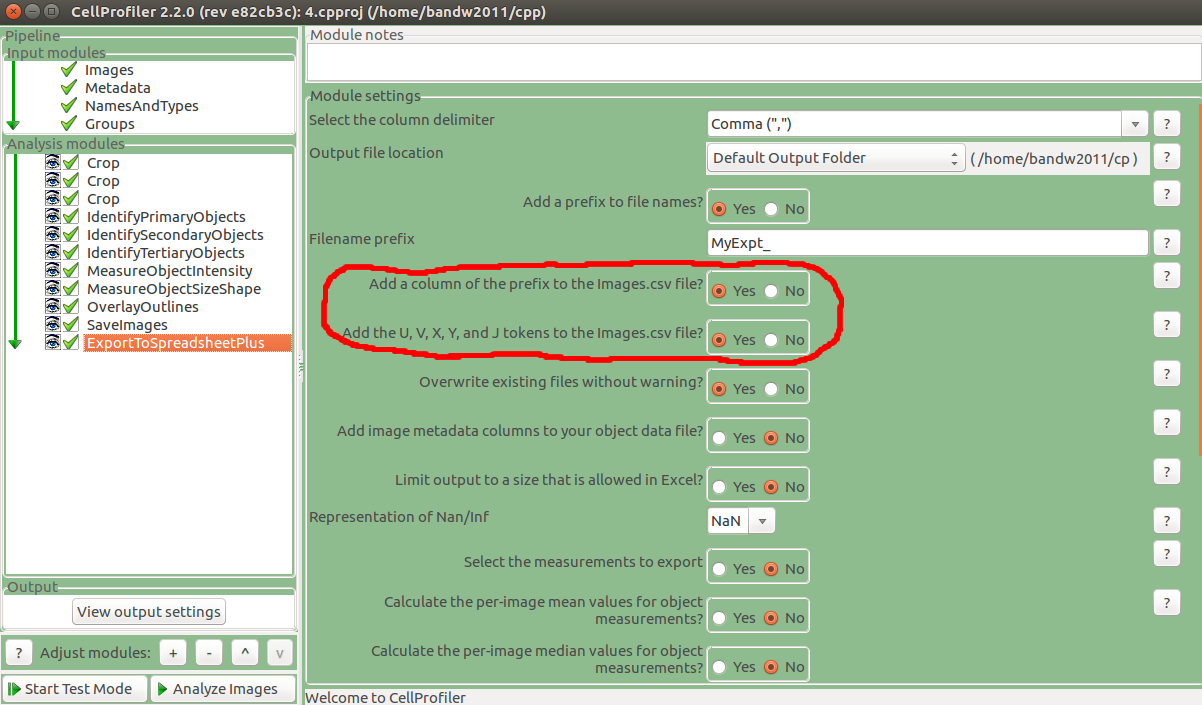 CellProfiler 2.2.0 (rev e82cb3c): 4.cpproj (/home/bandw2011/cpp)
Pipeline
Input modules
Images
Metadata
NamesAndTypes
Groups
Analysis modules
Crop
Crop
Crop
IdentifyPrimaryObjects
IdentifySecondaryObjects
IdentifyTertiaryObjects
MeasureObjectIntensity
MeasureObjectSizeShape
OverlayOutlines
SaveImages
ExportToSpreadsheetPlus
Output
View output settings
? Adjust modules: + - ^ v
Start Test Mode Analyze Images
Module notes
Module settings
Select the column delimiter Comma (",") ?
Output file location Default Output Folder (/home/bandw2011/cp) ?
Add a prefix to file names? Yes No ?
Filename prefix MyExpt_ ?
Add a column of the prefix to the Images.csv file? Yes No ?
Add the U, V, X, Y, and J tokens to the Images.csv file? Yes No ?
Overwrite existing files without warning? Yes No ?
Add image metadata columns to your object data file? Yes No ?
Limit output to a size that is allowed in Excel? Yes No ?
Representation of Nan/Inf NaN ?
Select the measurements to export Yes No ?
Calculate the per-image mean values for object
measurements? Yes No ?
Calculate the per-image median values for object
measurements? Yes No
Welcome to CellProfiler